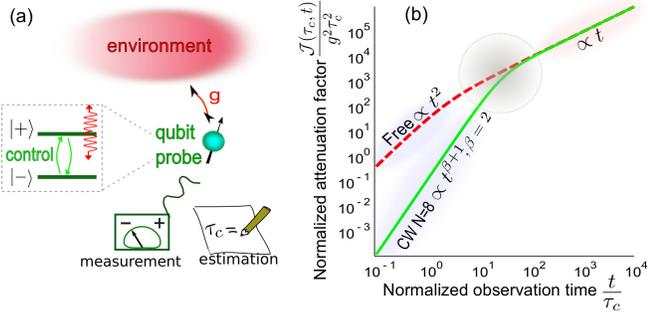 (a)
environment
g
|+⟩
control
|−⟩
qubit
probe
− +
τc=
measurement
estimation
(b)
Normalized attenuation factor J(τc, t) / g²τc²
10⁵
10⁴
10³
10²
10¹
10⁰
10⁻¹
10⁻²
10⁻³
Free ∝ t²
CW N=8 ∝ t^β+1, β = 2
∝ t
10⁻¹ 10⁰ 10¹ 10² 10³ 10⁴
Normalized observation time t/τc